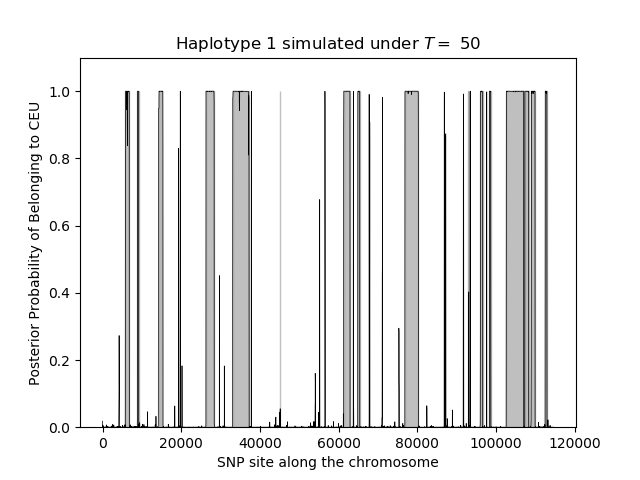 Haplotype 1 simulated under T = 50
Posterior Probability of Belonging to CEU
1.0
0.8
0.6
0.4
0.2
0.0
0 20000 40000 60000 80000 100000 120000
SNP site along the chromosome